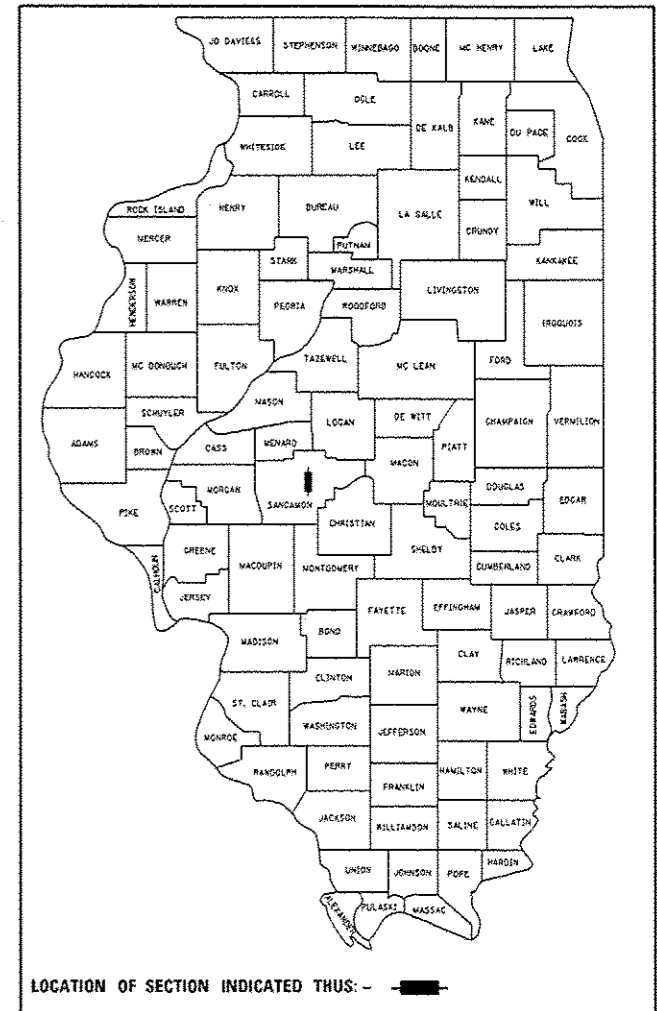 JO DAVIESS STEPHENSON WINNEBAGO BOONE MC HENRY LAKE
CARROLL OGLE DE KALB KANE DU PAGE COOK
WHITESIDE LEE KENDALL WILL
ROCK ISLAND HENRY BUREAU LA SALLE GRUNDY
MERCER PUTNAM KANKAKEE
STARK MARSHALL
HENDERSON WARREN KNOX PEORIA WOODFORD LIVINGSTON IROQUOIS
HANCOCK MC DONOUGH FULTON TAZEWELL MC LEAN FORD
SCHUYLER MASON LOGAN DE WITT CHAMPAIGN VERMILION
ADAMS BROWN CASS MENARD MACON PIATT
PIKE SCOTT MORGAN SANGAMON CHRISTIAN MOULTRIE DOUGLAS EDGAR
COLES
CALHOUN GREENE MACOUPIN MONTGOMERY SHELBY CUMBERLAND CLARK
JERSEY FAYETTE EFFINGHAM JASPER CRAWFORD
MADISON BOND CLAY RICHLAND LAWRENCE
CLINTON MARION
ST. CLAIR WASHINGTON JEFFERSON WAYNE EDWARDS WABASH
MONROE
RANDOLPH PERRY FRANKLIN HAMILTON WHITE
JACKSON WILLIAMSON SALINE GALLATIN
UNION JOHNSON POPE HARDIN
ALEXANDER PULASKI MASSAC
LOCATION OF SECTION INDICATED THUS: -